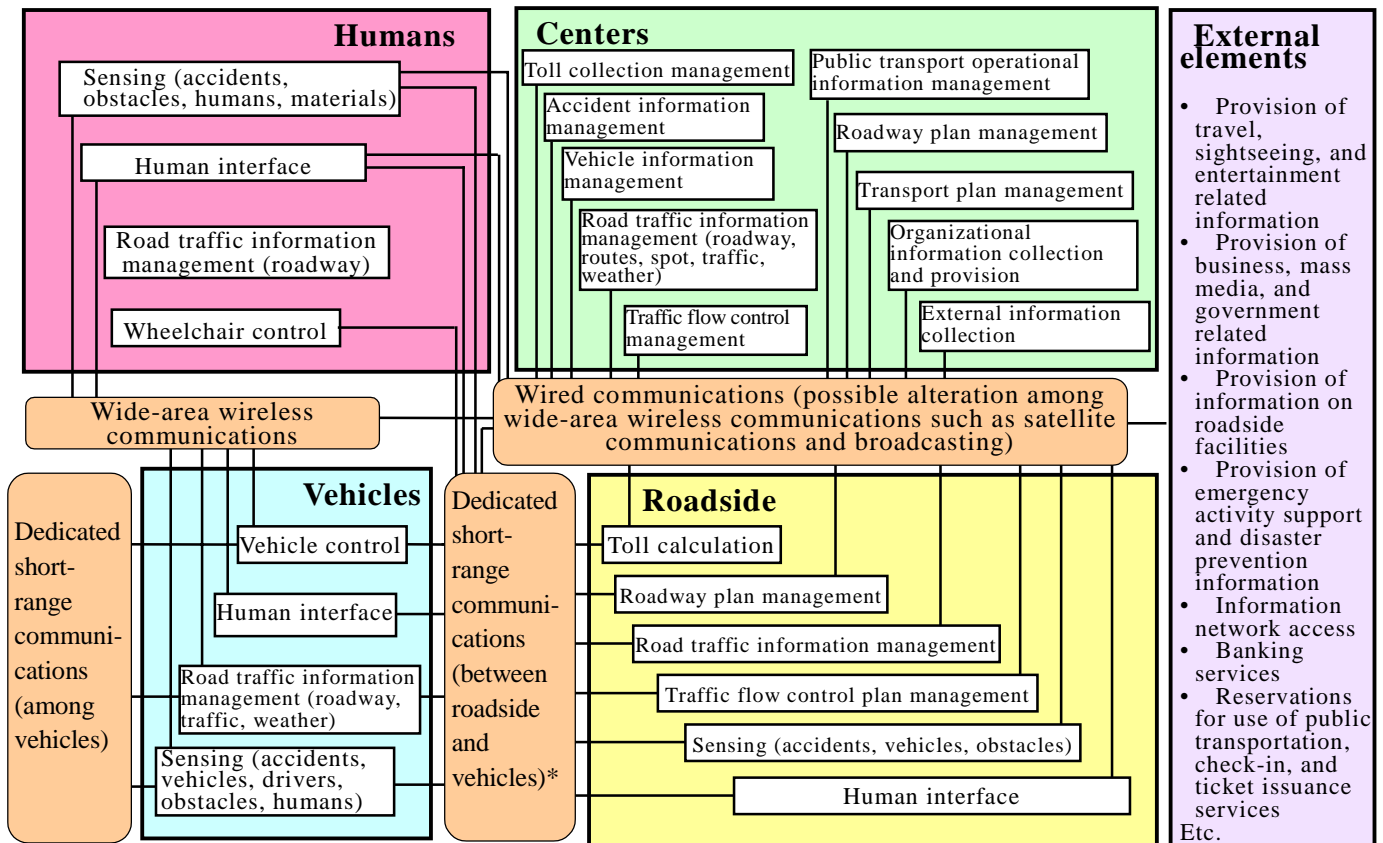 Humans
Sensing (accidents,
obstacles, humans, materials)
Human interface
Road traffic information
management (roadway)
Wheelchair control
Centers
Toll collection management
Accident information
management
Vehicle information
management
Road traffic information
management (roadway,
routes, spot, traffic,
weather)
Traffic flow control
management
Public transport operational
information management
Roadway plan management
Transport plan management
Organizational
information collection
and provision
External information
collection
Wide-area wireless
communications
Wired communications (possible alteration among
wide-area wireless communications such as satellite
communications and broadcasting)
Dedicated
short-
range
communi-
cations
(among
vehicles)
Vehicles
Vehicle control
Human interface
Road traffic information
management (roadway,
traffic, weather)
Sensing (accidents,
vehicles, drivers,
obstacles, humans)
Dedicated
short-
range
communi-
cations
(between
roadside
and
vehicles)*
Roadside
Toll calculation
Roadway plan management
Road traffic information management
Traffic flow control plan management
Sensing (accidents, vehicles, obstacles)
Human interface
External
elements
• Provision of
travel,
sightseeing, and
entertainment
related
information
• Provision of
business, mass
media, and
government
related
information
• Provision of
information on
roadside
facilities
• Provision of
emergency
activity support
and disaster
prevention
information
• Information
network access
• Banking
services
• Reservations
for use of public
transportation,
check-in, and
ticket issuance
services
Etc.